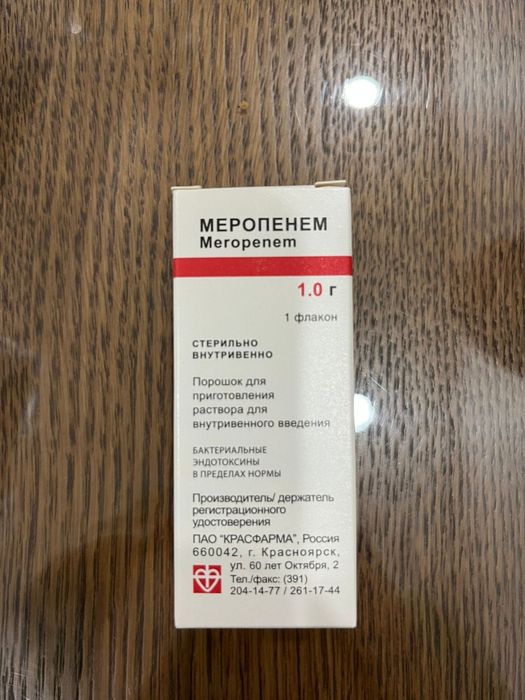 МЕРОПЕНЕМ
Meropenem
1.0 г
1 флакон
СТЕРИЛЬНО
ВНУТРИВЕННО
Порошок для
приготовления
раствора для
внутривенного введения
БАКТЕРИАЛЬНЫЕ
ЭНДОТОКСИНЫ
В ПРЕДЕЛАХ НОРМЫ
Производитель/ держатель
регистрационного
удостоверения
ПАО "КРАСФАРМА", Россия
660042, г. Красноярск,
ул. 60 лет Октября, 2
Тел./факс: (391)
204-14-77 / 261-17-44